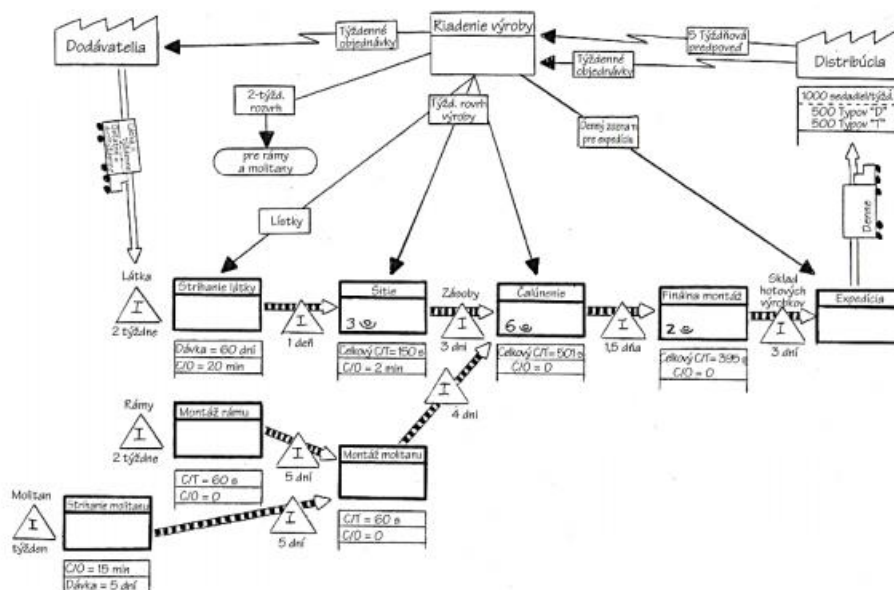 Dodávatelia
Týždenné
objednávky
Riadenie výroby
5 Týždňová
predpoveď
Týždenné
objednávky
Distribúcia
1000 sedadiel/týžd.
500 Typov "D"
500 Typov "T"
2-týžd.
rozvrh
pre rámy
a molitany
Týžd. rovrh
výroby
Denný zoznam
pre expedíciu
Lístky
Denne
Látka
I
2 týždne
Strihanie látky
Dávka = 60 dní
C/O = 20 min
I
1 deň
Šitie
3
Celkový C/T= 150 s
C/O = 2 min
Zásoby
I
3 dni
Čalúnenie
6
Celkový C/T=501 s
C/O = 0
I
1,5 dňa
Finálna montáž
2
Celkový C/T= 395 s
C/O = 0
Sklad
hotových
výrobkov
I
3 dní
Expedícia
Rámy
I
2 týždne
Montáž rámu
C/T = 60 s
C/O = 0
I
5 dní
Montáž molitanu
C/T = 60 s
C/O = 0
I
4 dni
Molitan
I
týžden
Strihanie molitanu
C/O = 15 min
Dávka = 5 dní
I
5 dní